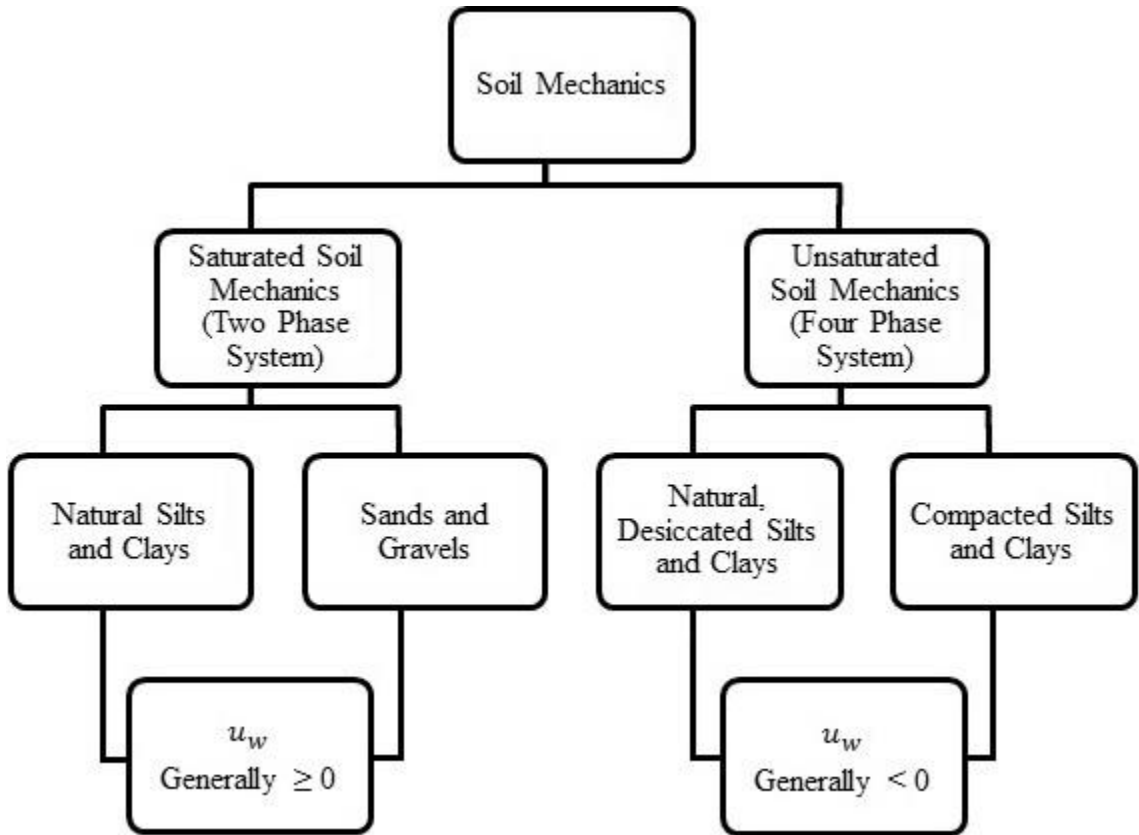 Soil Mechanics
Saturated Soil
Mechanics
(Two Phase
System)
Unsaturated
Soil Mechanics
(Four Phase
System)
Natural Silts
and Clays
Sands and
Gravels
Natural,
Desiccated Silts
and Clays
Compacted Silts
and Clays
u_w
Generally ≥ 0
u_w
Generally < 0